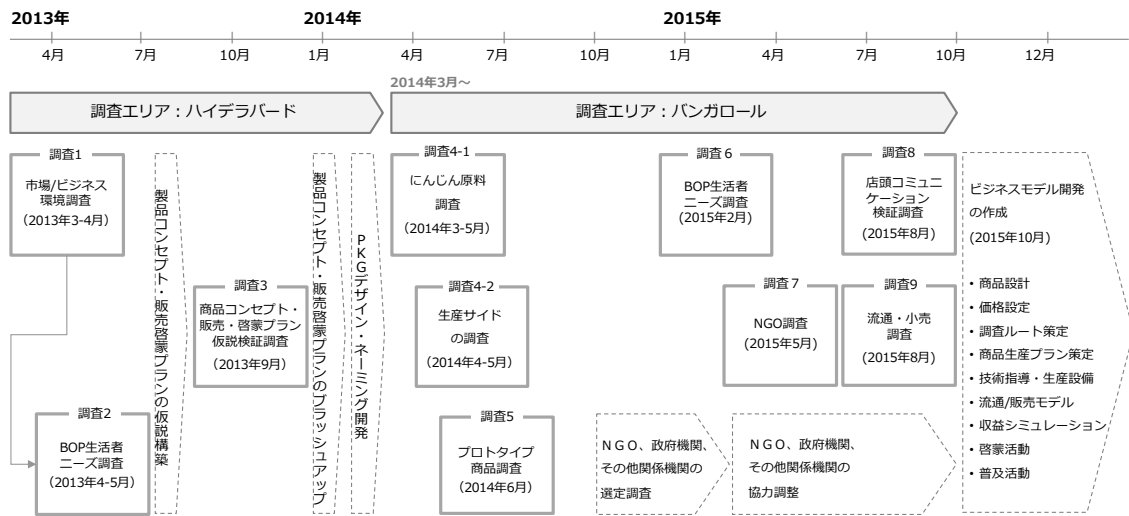 2013年
2014年
2015年
4月
7月
10月
1月
4月
7月
10月
1月
4月
7月
10月
12月
2014年3月～
調査エリア：ハイデラバード
調査エリア：バンガロール
調査1
市場/ビジネス
環境調査
（2013年3-4月）
調査2
BOP生活者
ニーズ調査
（2013年4-5月）
製品コンセプト・販売啓蒙プランの仮説構築
調査3
商品コンセプト・
販売・啓蒙プラン
仮説検証調査
（2013年9月）
製品コンセプト・販売啓蒙プランのブラッシュアップ
PKGデザイン・ネーミング開発
調査4-1
にんじん原料
調査
（2014年3-5月）
調査4-2
生産サイド
の調査
（2014年4-5月）
調査5
プロトタイプ
商品調査
（2014年6月）
調査６
BOP生活者
ニーズ調査
(2015年2月)
調査７
NGO調査
(2015年5月)
調査8
店頭コミュニ
ケーション
検証調査
(2015年8月)
調査9
流通・小売
調査
(2015年8月)
ＮＧＯ、政府機関、
その他関係機関の
選定調査
ＮＧＯ、政府機関、
その他関係機関の
協力調整
ビジネスモデル開発
の作成
(2015年10月)
• 商品設計
• 価格設定
• 調査ルート策定
• 商品生産プラン策定
• 技術指導・生産設備
• 流通/販売モデル
• 収益シミュレーション
• 啓蒙活動
• 普及活動